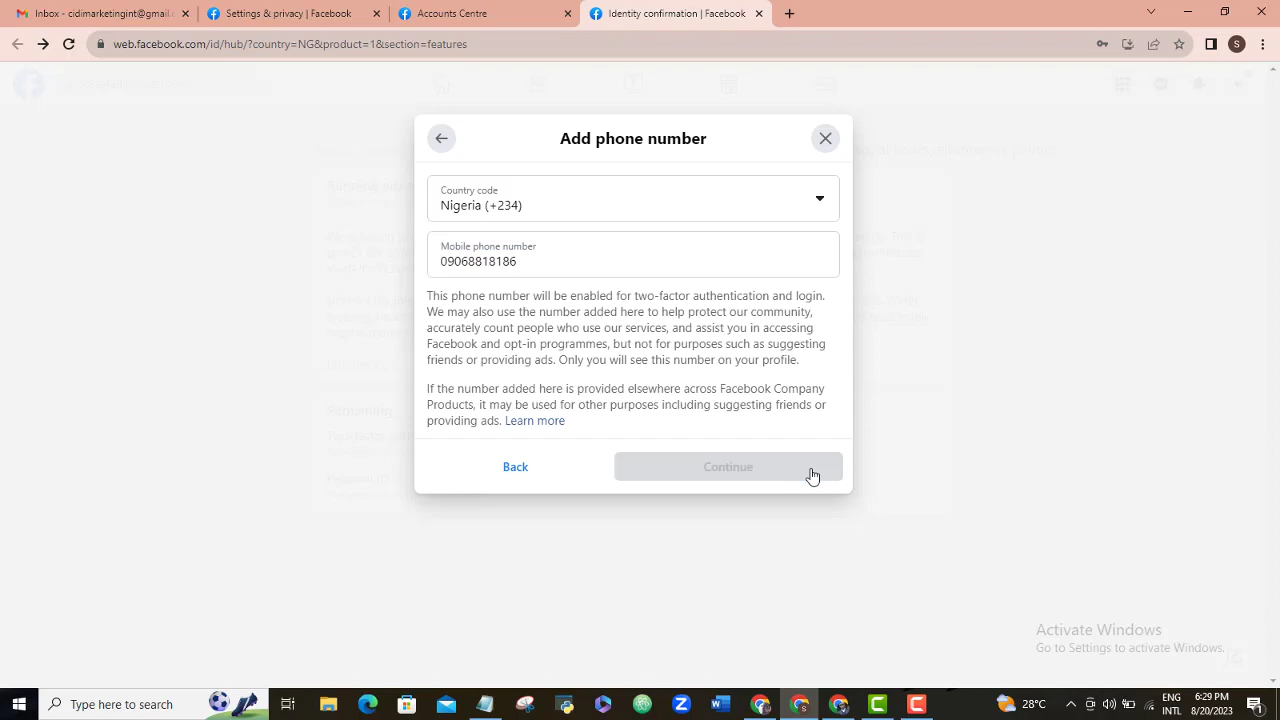 Inbox - cidimarketingint@gmail.c
Settings & privacy | Facebook
Accounts Centre
Identity confirmation | Facebook
web.facebook.com/id/hub/?country=NG&product=1&section=features
S
Add phone number
Country code
Nigeria (+234)
Mobile phone number
09068818186
This phone number will be enabled for two-factor authentication and login.
We may also use the number added here to help protect our community,
accurately count people who use our services, and assist you in accessing
Facebook and opt-in programmes, but not for purposes such as suggesting
friends or providing ads. Only you will see this number on your profile.
If the number added here is provided elsewhere across Facebook Company
Products, it may be used for other purposes including suggesting friends or
providing ads. Learn more
Back
Continue
Activate Windows
Go to Settings to activate Windows.
Type here to search
28°C
ENG
INTL
6:29 PM
8/20/2023